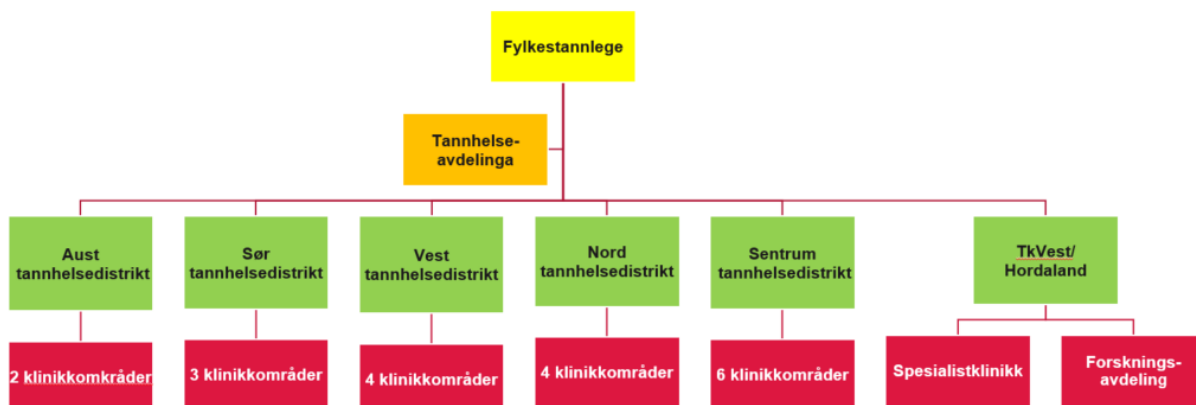 Fylkestannlege
Tannhelse-
avdelinga
Aust
tannhelsedistrikt
Sør
tannhelsedistrikt
Vest
tannhelsedistrikt
Nord
tannhelsedistrikt
Sentrum
tannhelsedistrikt
TkVest/
Hordaland
2 klinikkomkråder
3 klinikkområder
4 klinikkområder
4 klinikkområder
6 klinikkområder
Spesialistklinikk
Forsknings-
avdeling